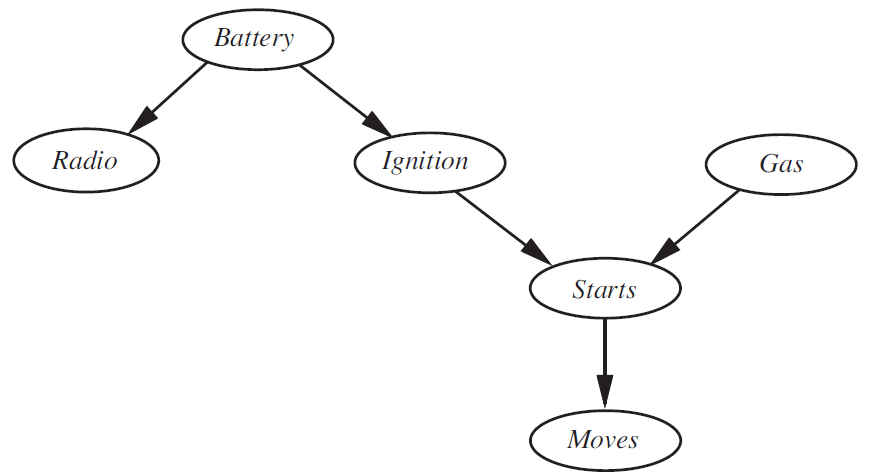 Battery
Radio
Ignition
Gas
Starts
Moves